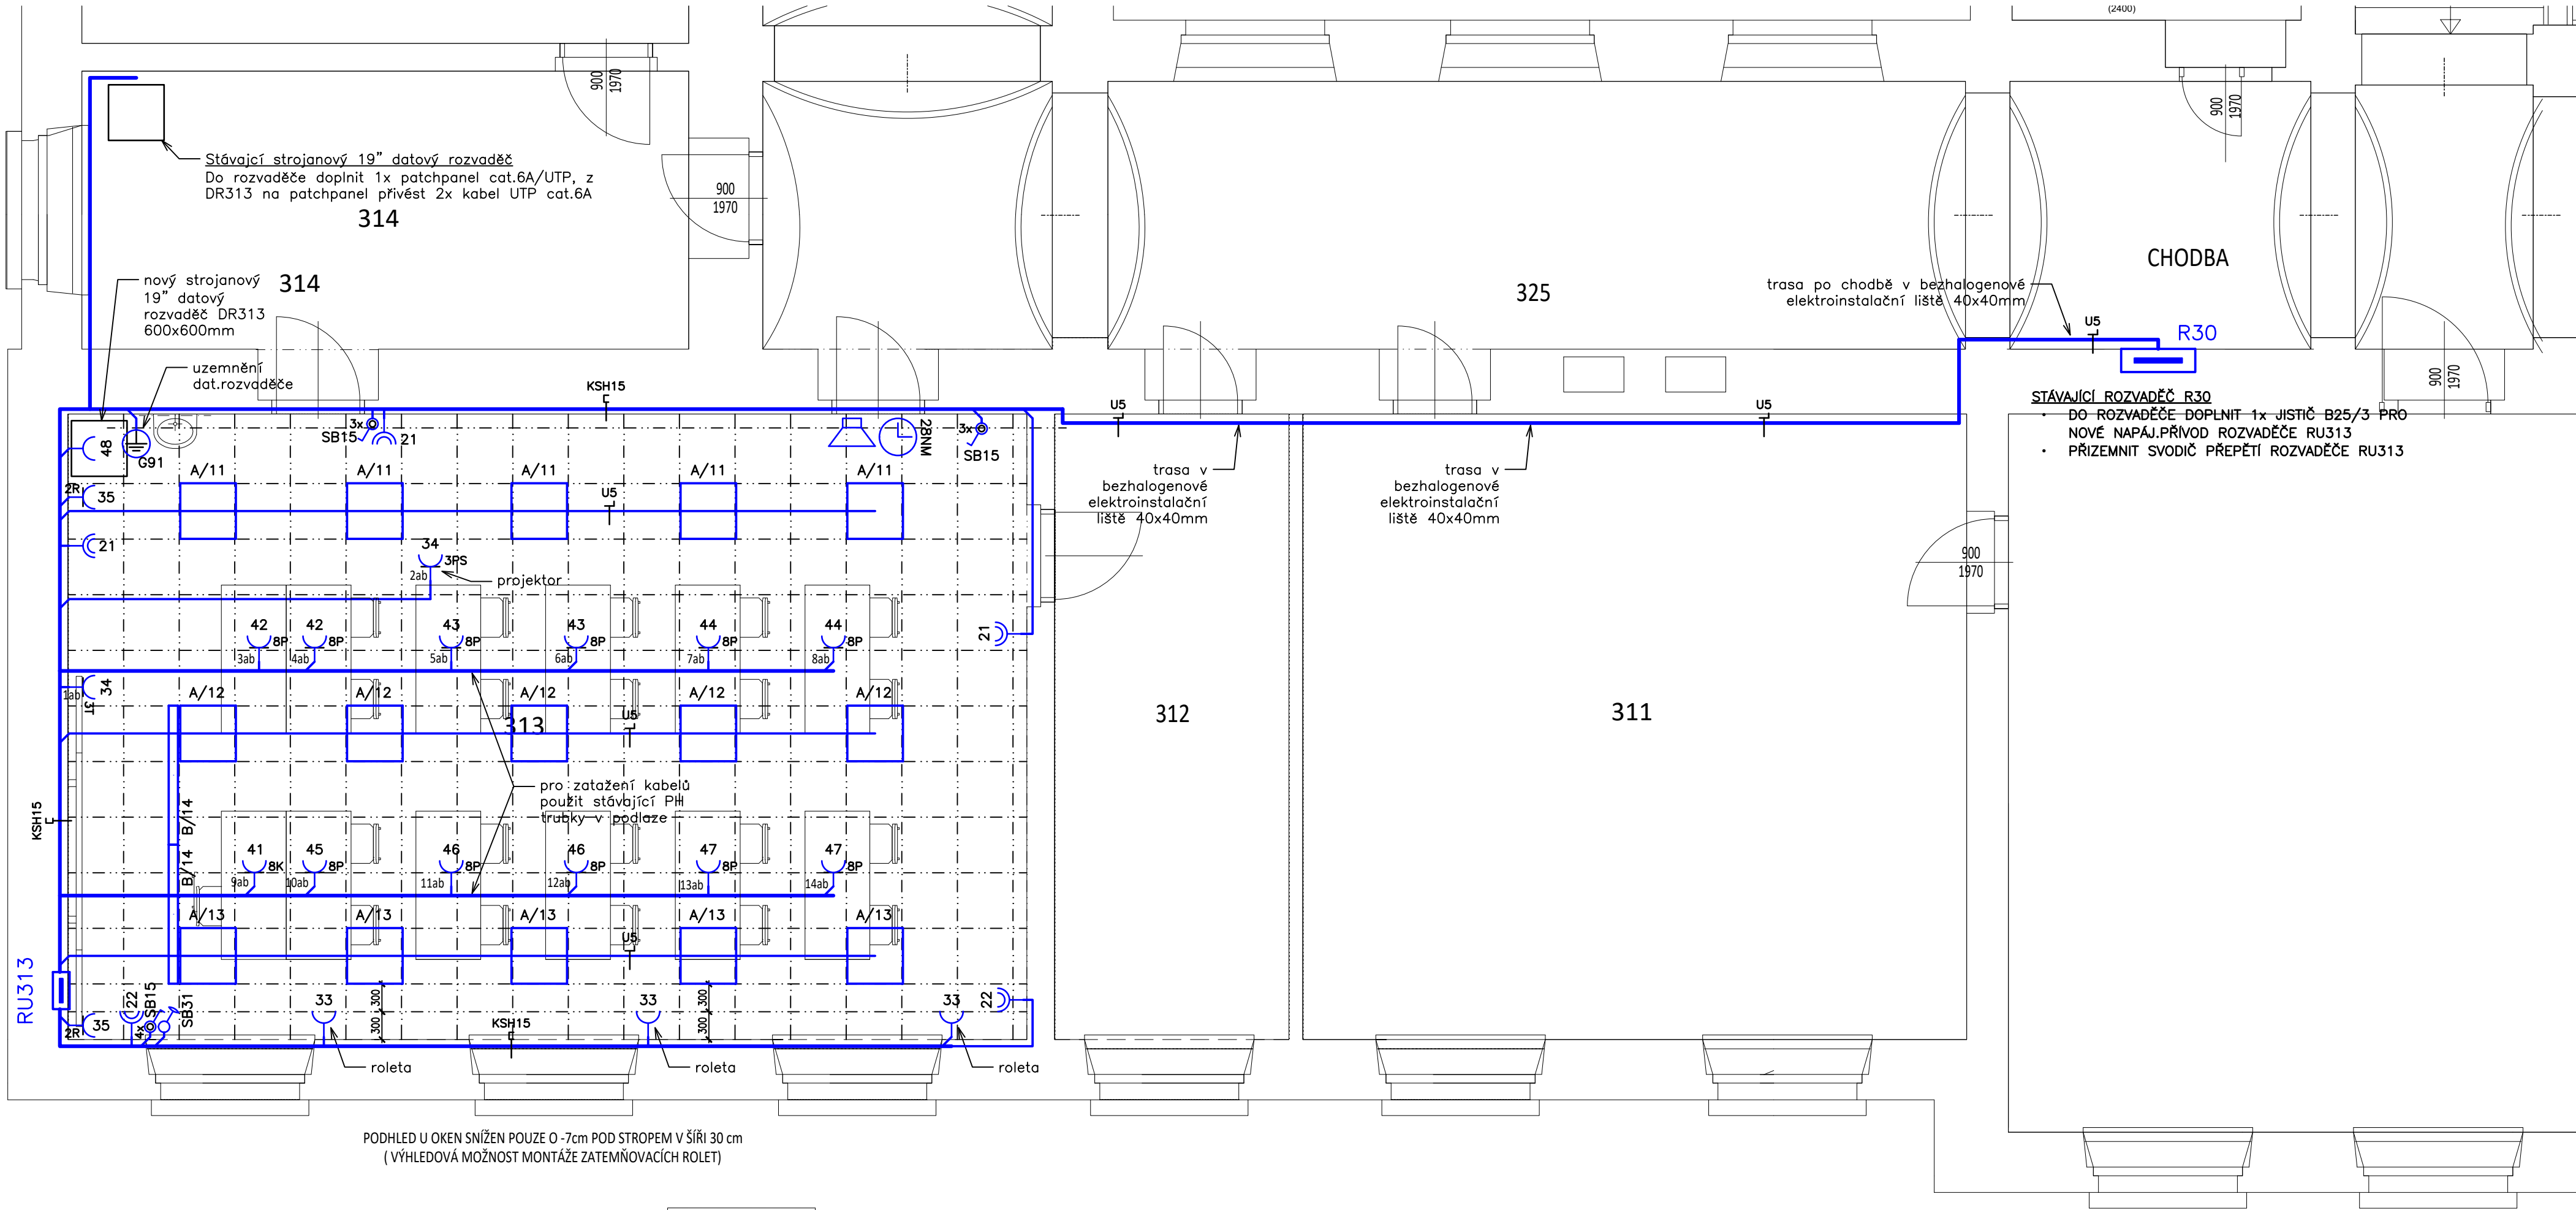 (2400)
900
1970
900
1970
Stávajcí strojanový 19" datový rozvaděč
Do rozvaděče doplnit 1x patchpanel cat.6A/UTP, z
DR313 na patchpanel přivést 2x kabel UTP cat.6A
314
900
1970
CHODBA
nový strojanový
19" datový
rozvaděč DR313
600x600mm
314
325
trasa po chodbě v bezhalogenové
elektroinstalační liště 40x40mm
U5
R30
uzemnění
dat.rozvaděče
KSH15
U5
U5
900
1970
STÁVAJÍCÍ ROZVADĚČ R30
• DO ROZVADĚČE DOPLNIT 1x JISTIČ B25/3 PRO
NOVÉ NAPÁJ.PŘÍVOD ROZVADĚČE RU313
• PŘIZEMNIT SVODIČ PŘEPĚTÍ ROZVADĚČE RU313
48
G91
3x
SB15
21
28NM
3x
SB15
A/11
A/11
A/11
A/11
A/11
trasa v
bezhalogenové
elektroinstalační
liště 40x40mm
trasa v
bezhalogenové
elektroinstalační
liště 40x40mm
2R
35
U5
21
34
3PS
2ab
projektor
900
1970
42
8P
3ab
42
8P
4ab
43
8P
5ab
43
8P
6ab
44
8P
7ab
44
8P
8ab
21
1ab
34
3T
A/12
A/12
A/12
A/12
A/12
313
U5
312
311
pro zatažení kabelů
použit stávající PH
trubky v podlaze
KSH15
B/14
B/14
41
8K
9ab
45
8P
10ab
46
8P
11ab
46
8P
12ab
47
8P
13ab
47
8P
14ab
A/13
A/13
A/13
A/13
A/13
U5
RU313
2R
35
22
4x
SB15
SB31
33
300
300
KSH15
33
300
300
33
22
roleta
roleta
roleta
PODHLED U OKEN SNÍŽEN POUZE O -7cm POD STROPEM V ŠÍŘI 30 cm
( VÝHLEDOVÁ MOŽNOST MONTÁŽE ZATEMŇOVACÍCH ROLET)